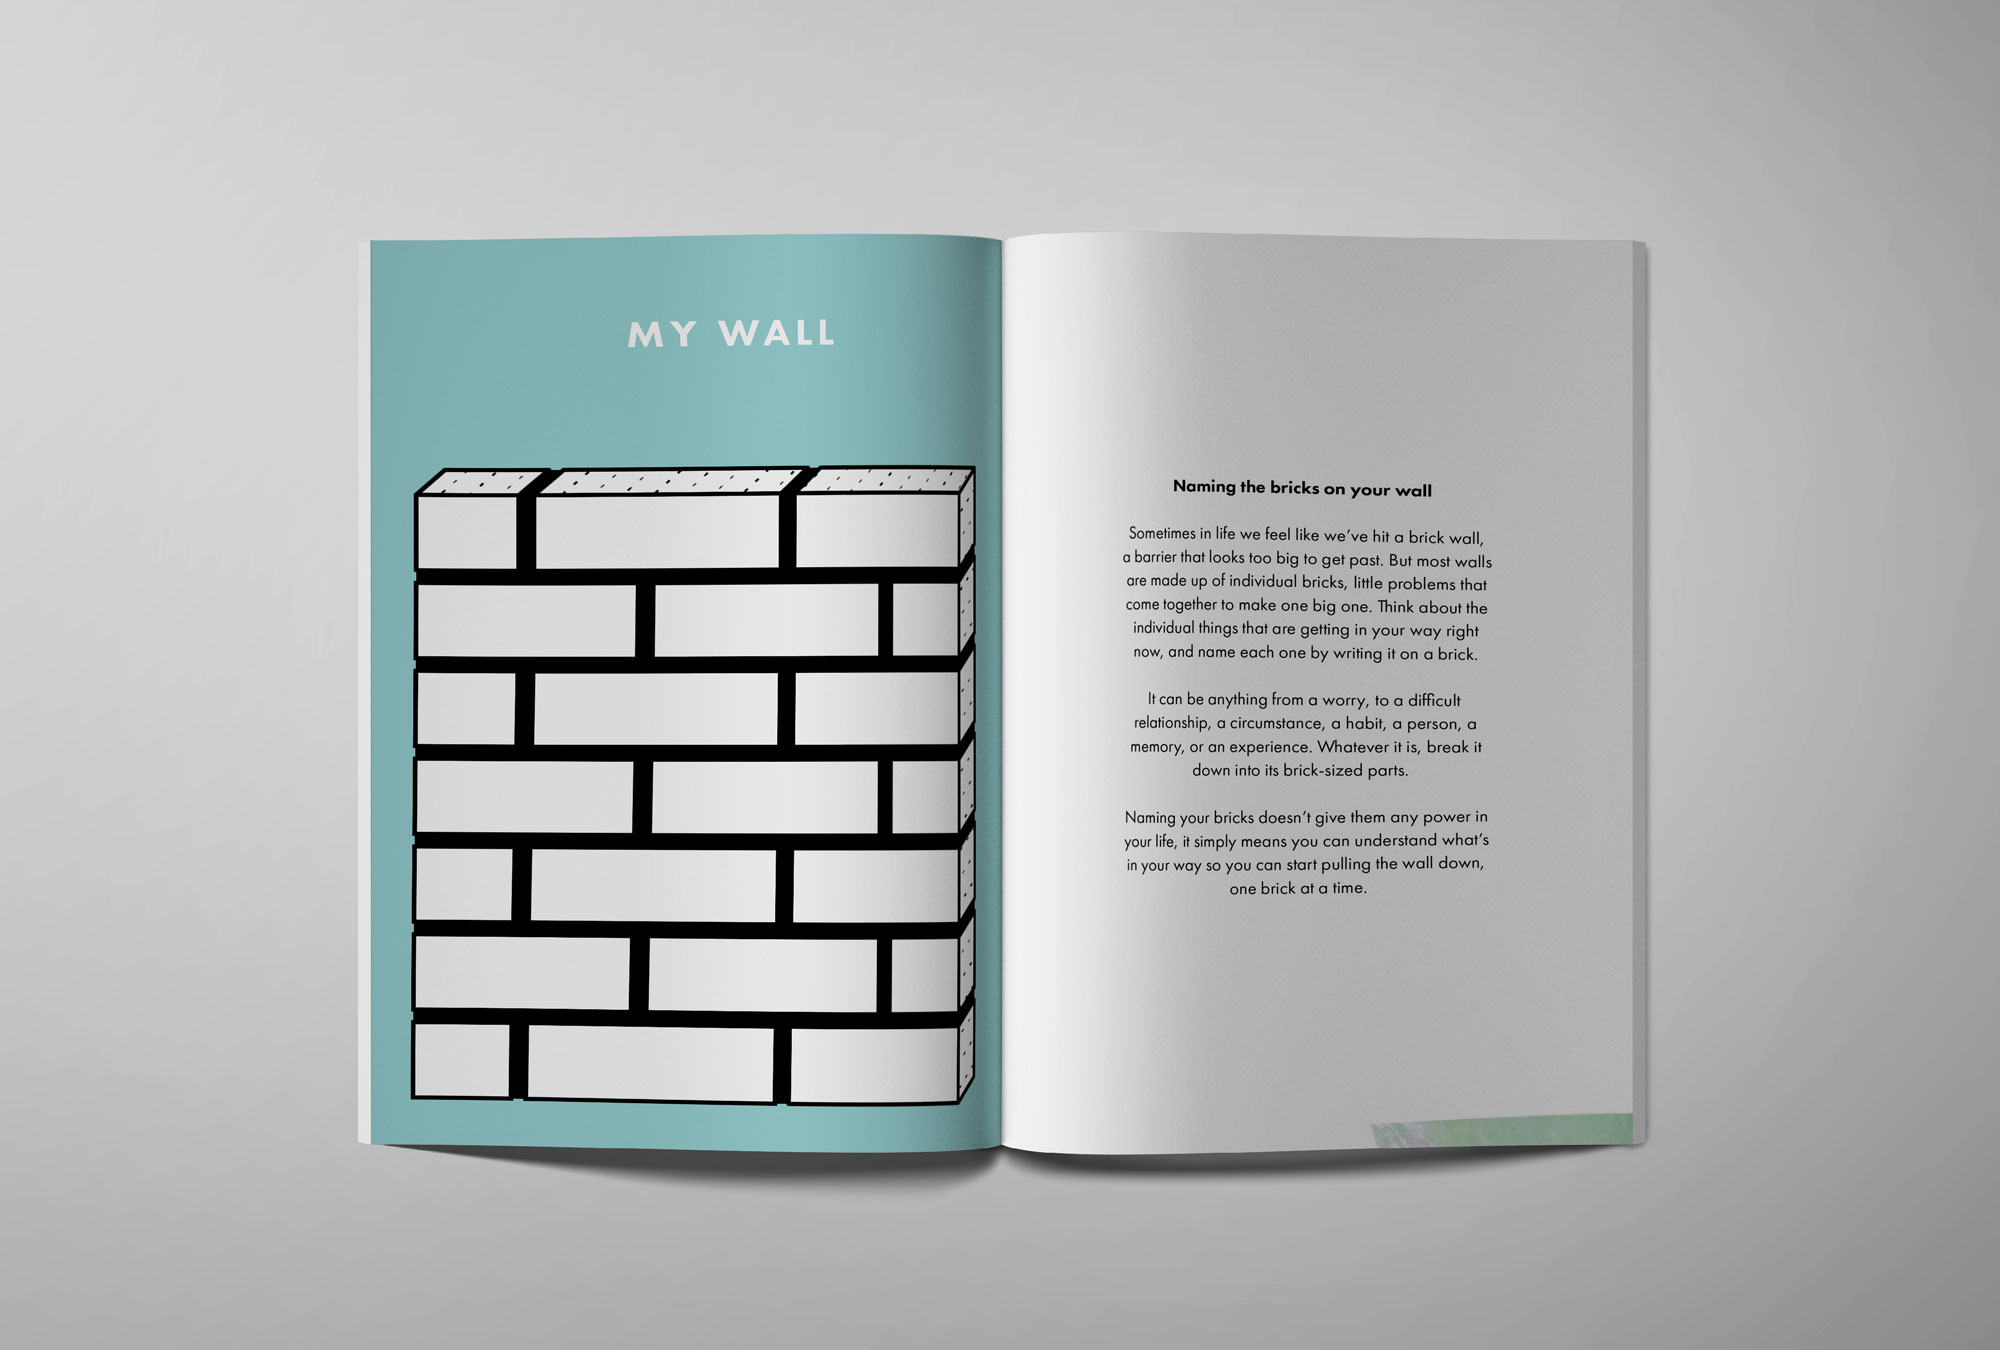 MY WALL
Naming the bricks on your wall
Sometimes in life we feel like we've hit a brick wall,
a barrier that looks too big to get past. But most walls
are made up of individual bricks, little problems that
come together to make one big one. Think about the
individual things that are getting in your way right
now, and name each one by writing it on a brick.
It can be anything from a worry, to a difficult
relationship, a circumstance, a habit, a person, a
memory, or an experience. Whatever it is, break it
down into its brick-sized parts.
Naming your bricks doesn't give them any power in
your life, it simply means you can understand what's
in your way so you can start pulling the wall down,
one brick at a time.